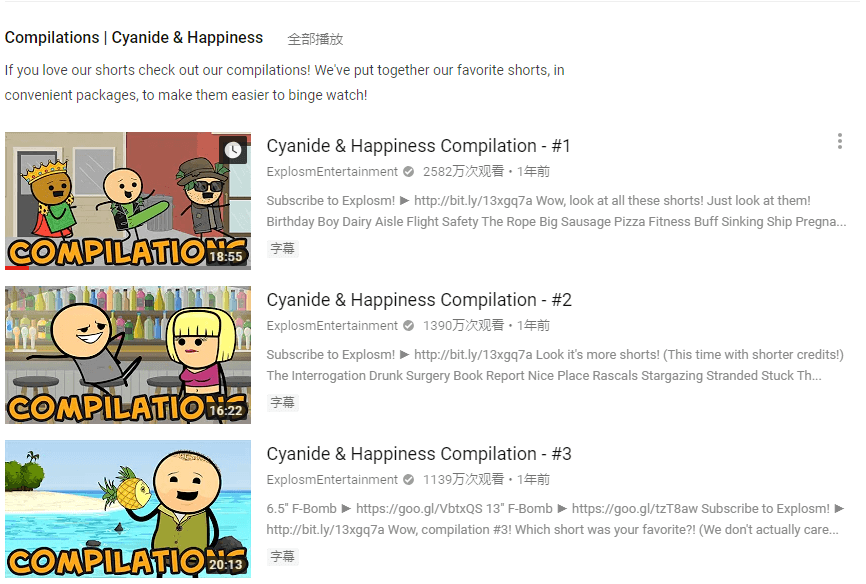 Compilations | Cyanide & Happiness 全部播放
If you love our shorts check out our compilations! We've put together our favorite shorts, in
convenient packages, to make them easier to binge watch!
COMPILATIONS
18:55
Cyanide & Happiness Compilation - #1
ExplosmEntertainment 2582万次观看 • 1年前
Subscribe to Explosm! ► http://bit.ly/13xgq7a Wow, look at all these shorts! Just look at them!
Birthday Boy Dairy Aisle Flight Safety The Rope Big Sausage Pizza Fitness Buff Sinking Ship Pregna...
字幕
COMPILATIONS
16:22
Cyanide & Happiness Compilation - #2
ExplosmEntertainment 1390万次观看 • 1年前
Subscribe to Explosm! ► http://bit.ly/13xgq7a Look it's more shorts! (This time with shorter credits!)
The Interrogation Drunk Surgery Book Report Nice Place Rascals Stargazing Stranded Stuck Th...
字幕
COMPILATIONS
20:13
Cyanide & Happiness Compilation - #3
ExplosmEntertainment 1139万次观看 • 1年前
6.5" F-Bomb ► https://goo.gl/VbtxQS 13" F-Bomb ► https://goo.gl/tzT8aw Subscribe to Explosm! ►
http://bit.ly/13xgq7a Wow, compilation #3! Which short was your favorite?! (We don't actually care...
字幕